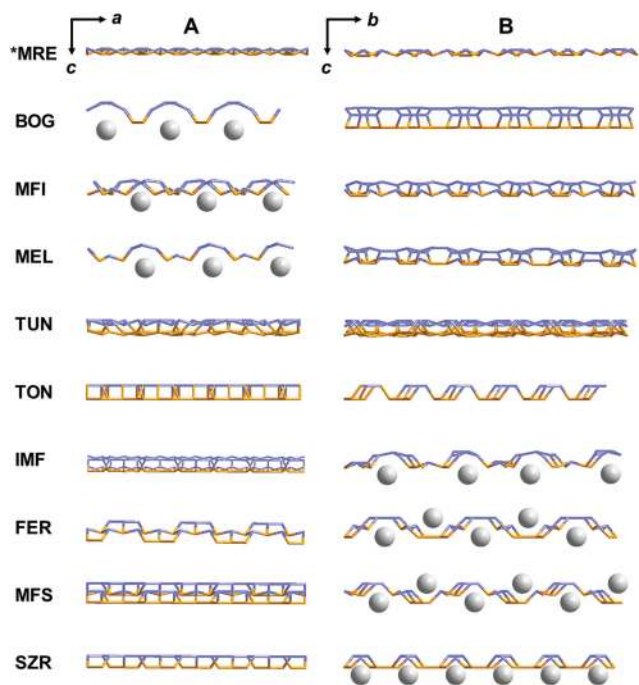 a A b B
*MRE c c
BOG
MFI
MEL
TUN
TON
IMF
FER
MFS
SZR